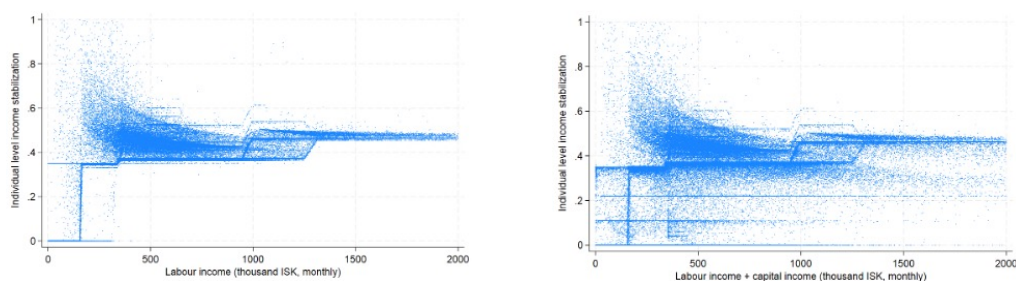 Individual level income stabilization
1
.8
.6
.4
.2
0
0 500 1000 1500 2000
Labour income (thousand ISK, monthly)
Individual level income stabilization
1
.8
.6
.4
.2
0
0 500 1000 1500 2000
Labour income + capital income (thousand ISK, monthly)